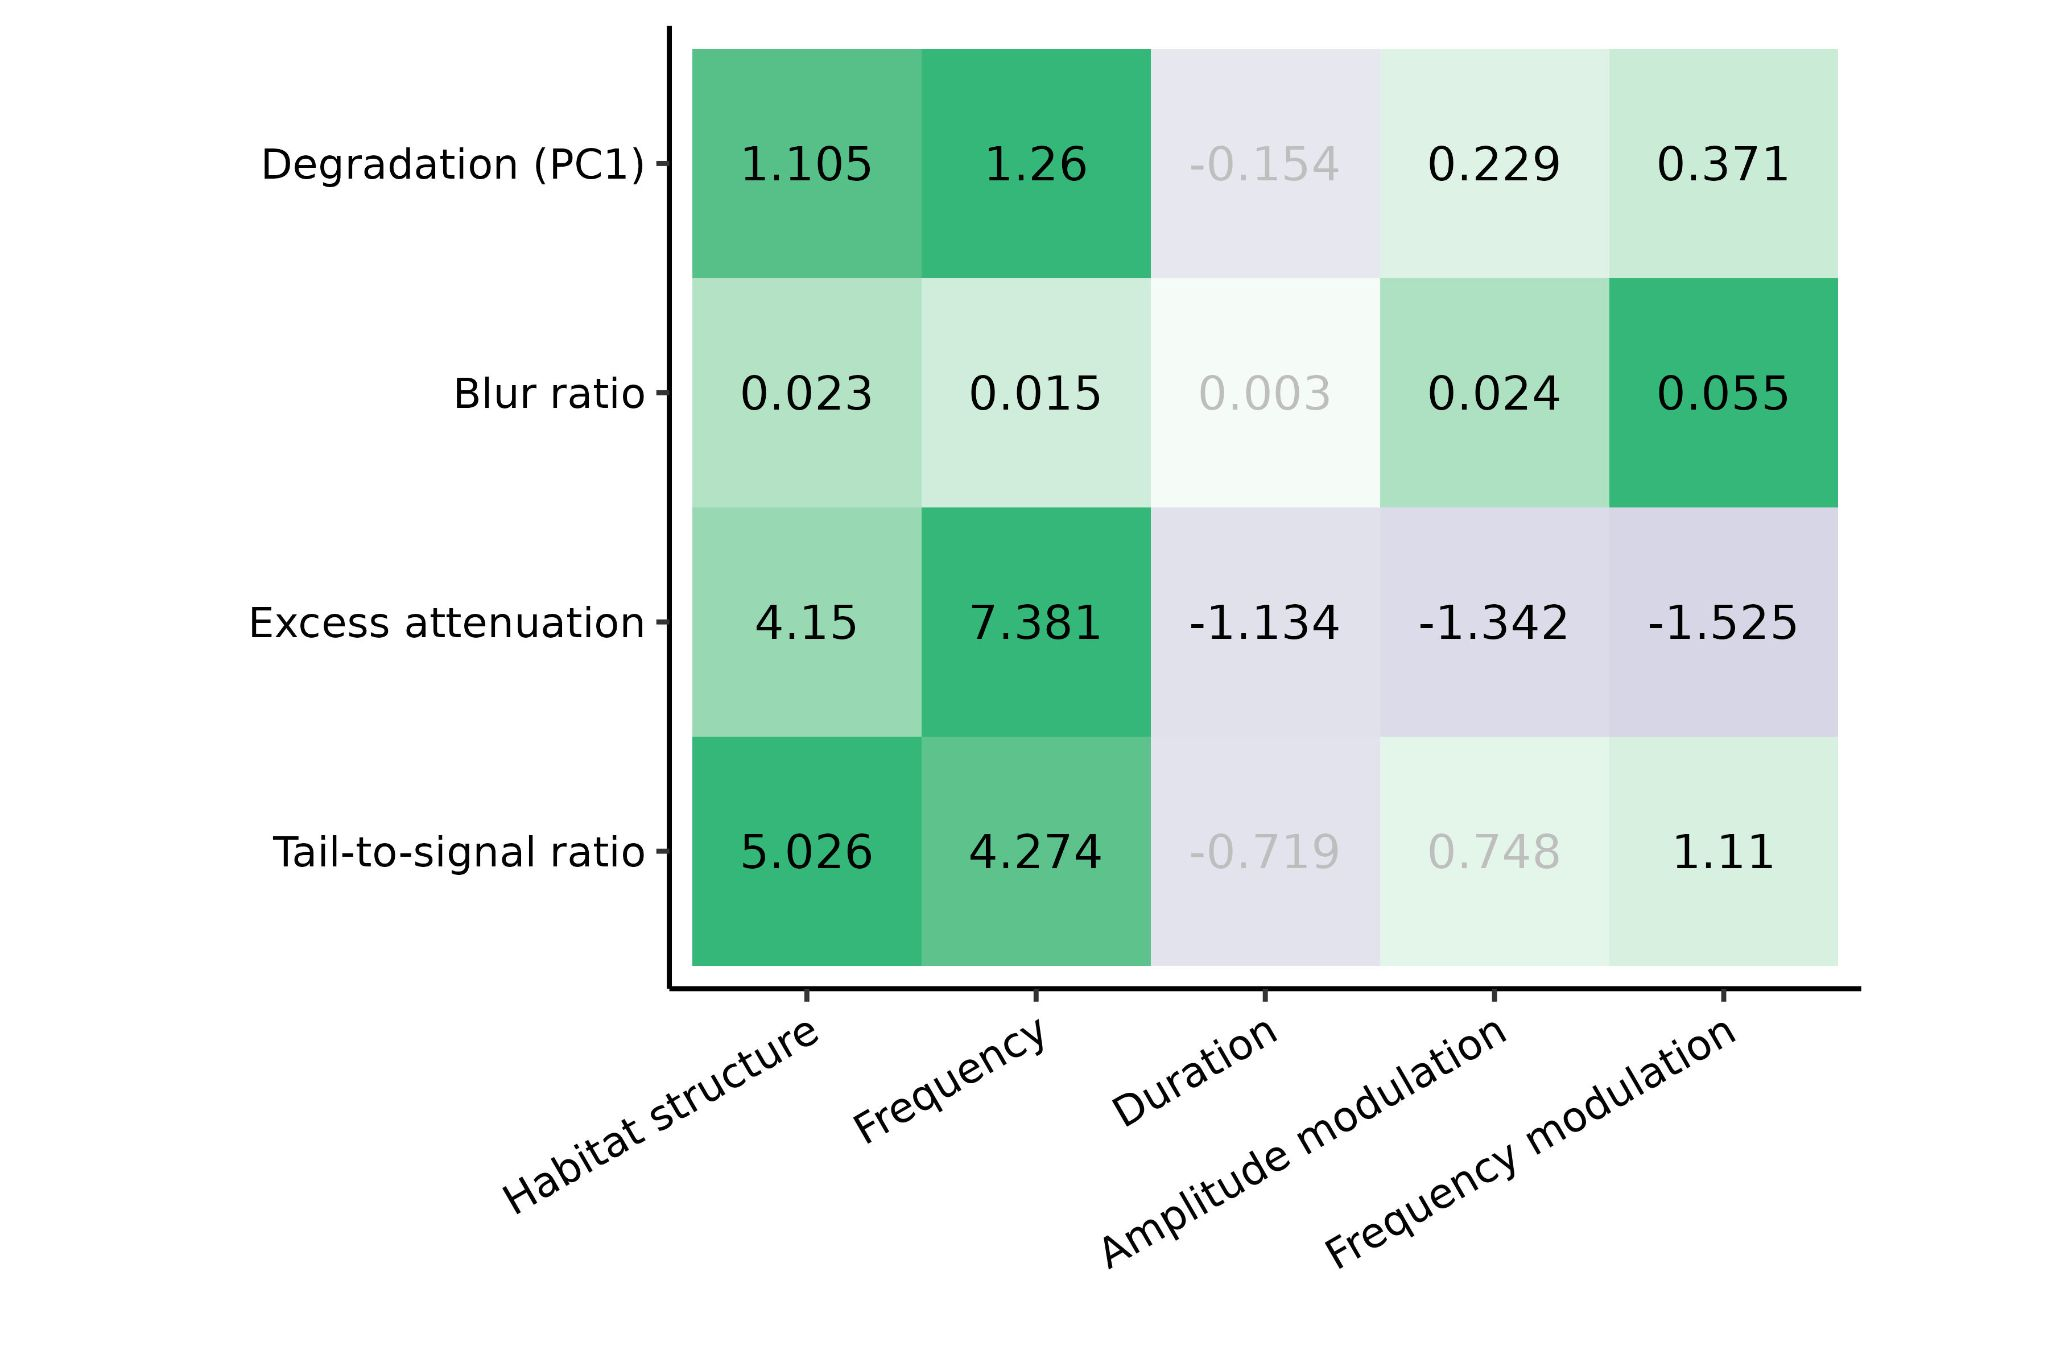 Degradation (PC1) 1.105 1.26 -0.154 0.229 0.371
Blur ratio 0.023 0.015 0.003 0.024 0.055
Excess attenuation 4.15 7.381 -1.134 -1.342 -1.525
Tail-to-signal ratio 5.026 4.274 -0.719 0.748 1.11
Habitat structure
Frequency
Duration
Amplitude modulation
Frequency modulation